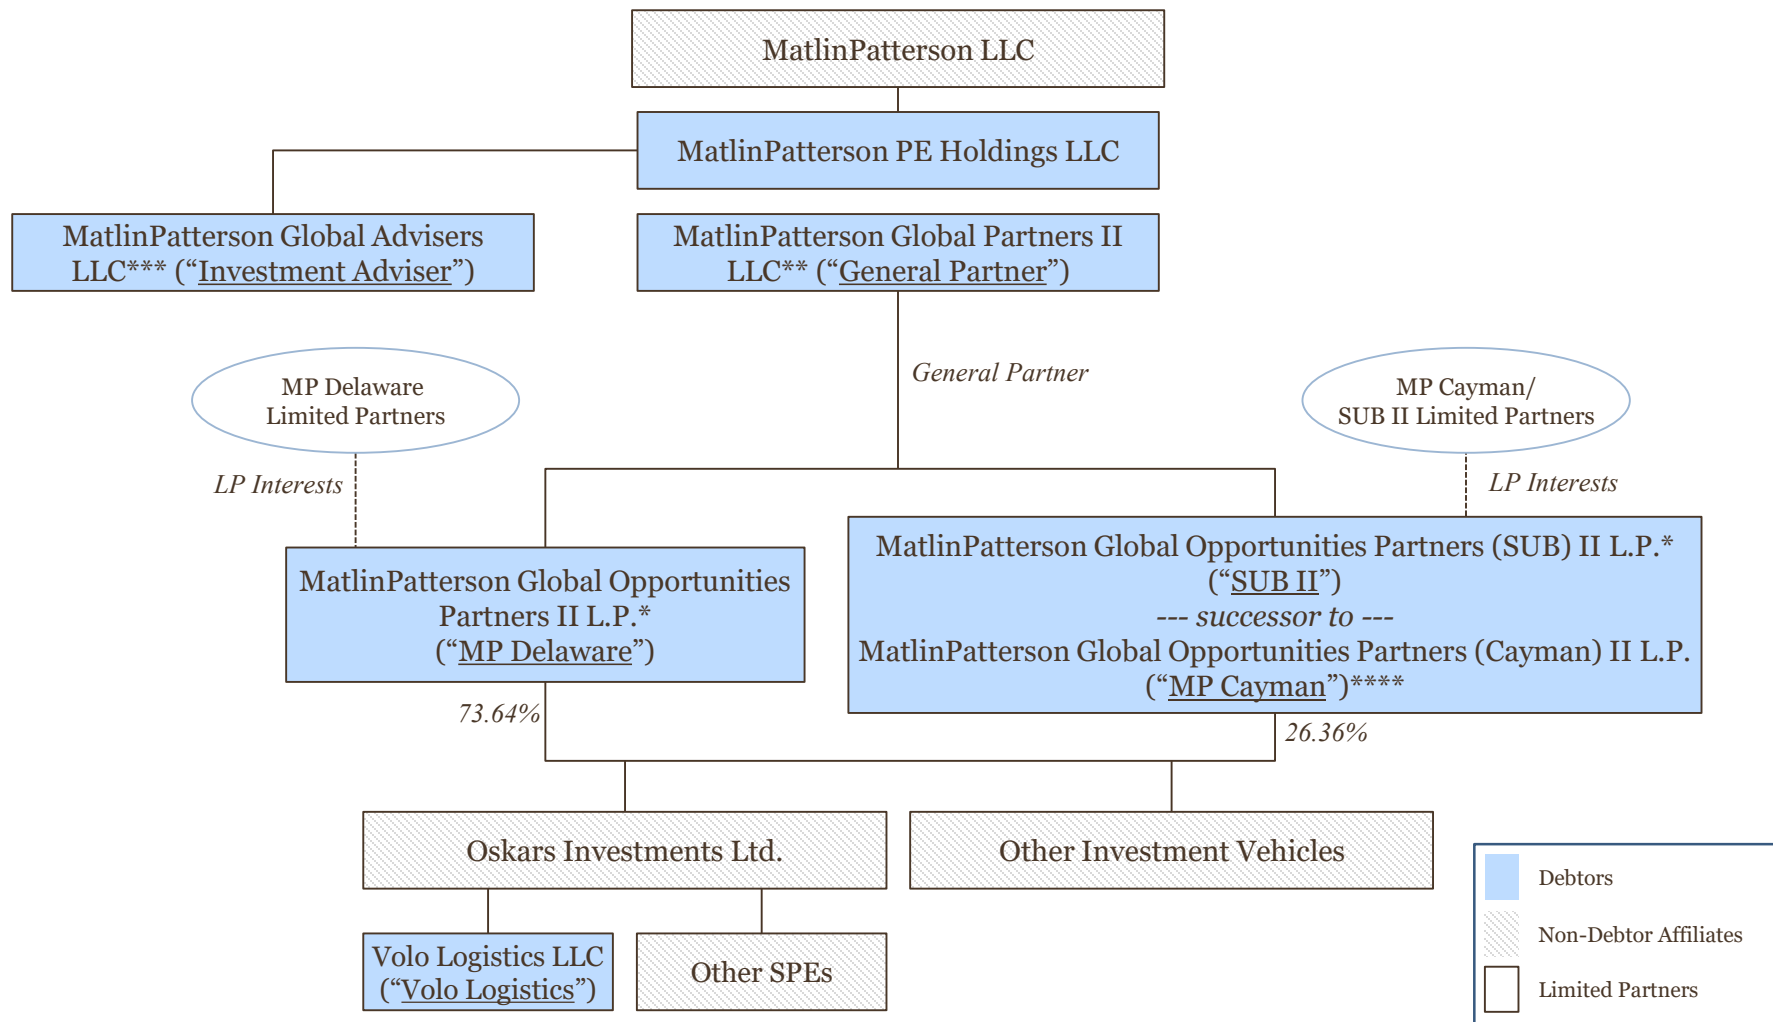 MatlinPatterson LLC
MatlinPatterson PE Holdings LLC
MatlinPatterson Global Advisers
LLC*** (“Investment Adviser”)
MatlinPatterson Global Partners II
LLC** (“General Partner”)
General Partner
MP Delaware
Limited Partners
MP Cayman/
SUB II Limited Partners
LP Interests
LP Interests
MatlinPatterson Global Opportunities
Partners II L.P.*
(“MP Delaware”)
MatlinPatterson Global Opportunities Partners (SUB) II L.P.*
(“SUB II”)
--- successor to ---
MatlinPatterson Global Opportunities Partners (Cayman) II L.P.
(“MP Cayman”)****
73.64%
26.36%
Oskars Investments Ltd.
Other Investment Vehicles
Volo Logistics LLC
(“Volo Logistics”)
Other SPEs
Debtors
Non-Debtor Affiliates
Limited Partners